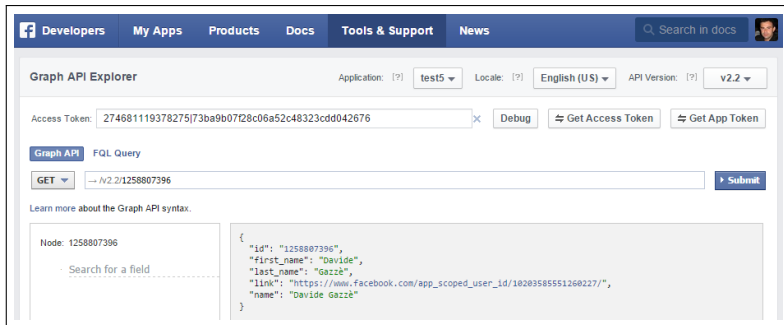 f Developers My Apps Products Docs Tools & Support News Search in docs
Graph API Explorer Application: [?] test5 Locale: [?] English (US) API Version: [?] v2.2
Access Token: 274681119378275|73ba9b07f28c06a52c48323cdd042676 × Debug Get Access Token Get App Token
Graph API FQL Query
GET → /v2.2/1258807396 Submit
Learn more about the Graph API syntax.
Node: 1258807396
Search for a field
{
"id": "1258807396",
"first_name": "Davide",
"last_name": "Gazzè",
"link": "https://www.facebook.com/app_scoped_user_id/10203585551260227/",
"name": "Davide Gazzè"
}